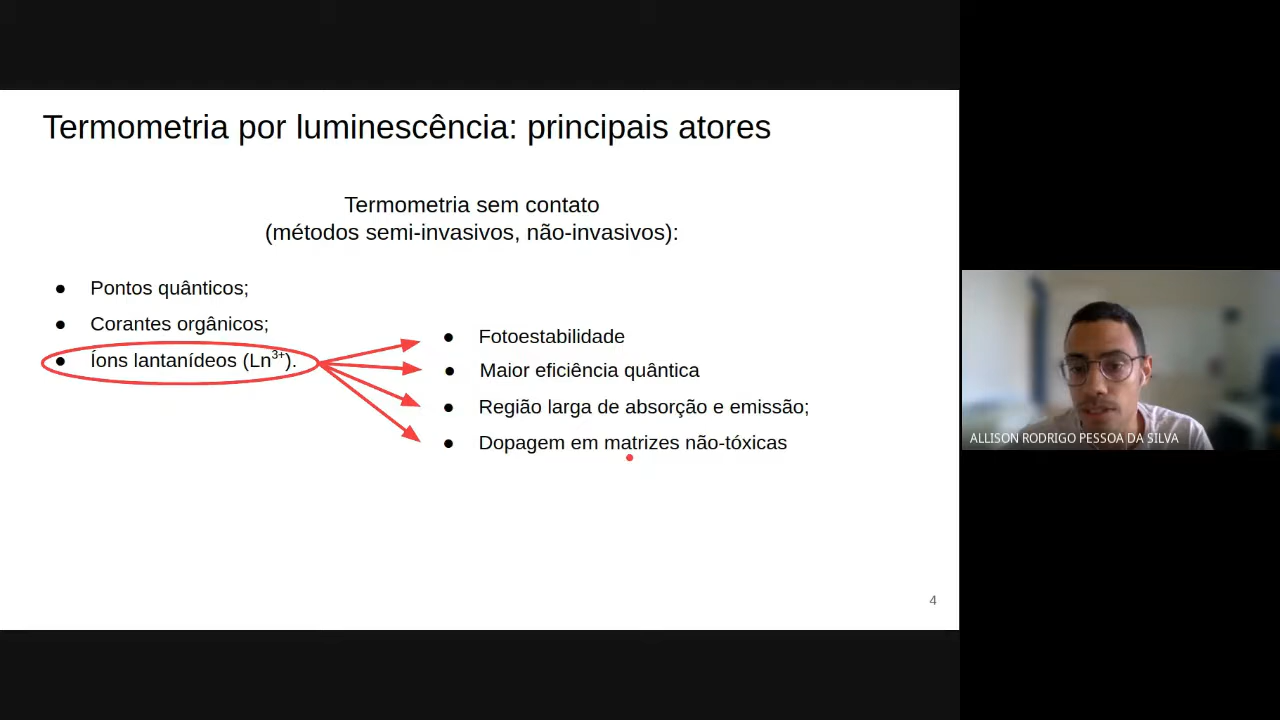 Termometria por luminescência: principais atores
Termometria sem contato
(métodos semi-invasivos, não-invasivos):
● Pontos quânticos;
● Corantes orgânicos;
● Íons lantanídeos (Ln³⁺).
● Fotoestabilidade
● Maior eficiência quântica
● Região larga de absorção e emissão;
● Dopagem em matrizes não-tóxicas
4
ALLISON RODRIGO PESSOA DA SILVA